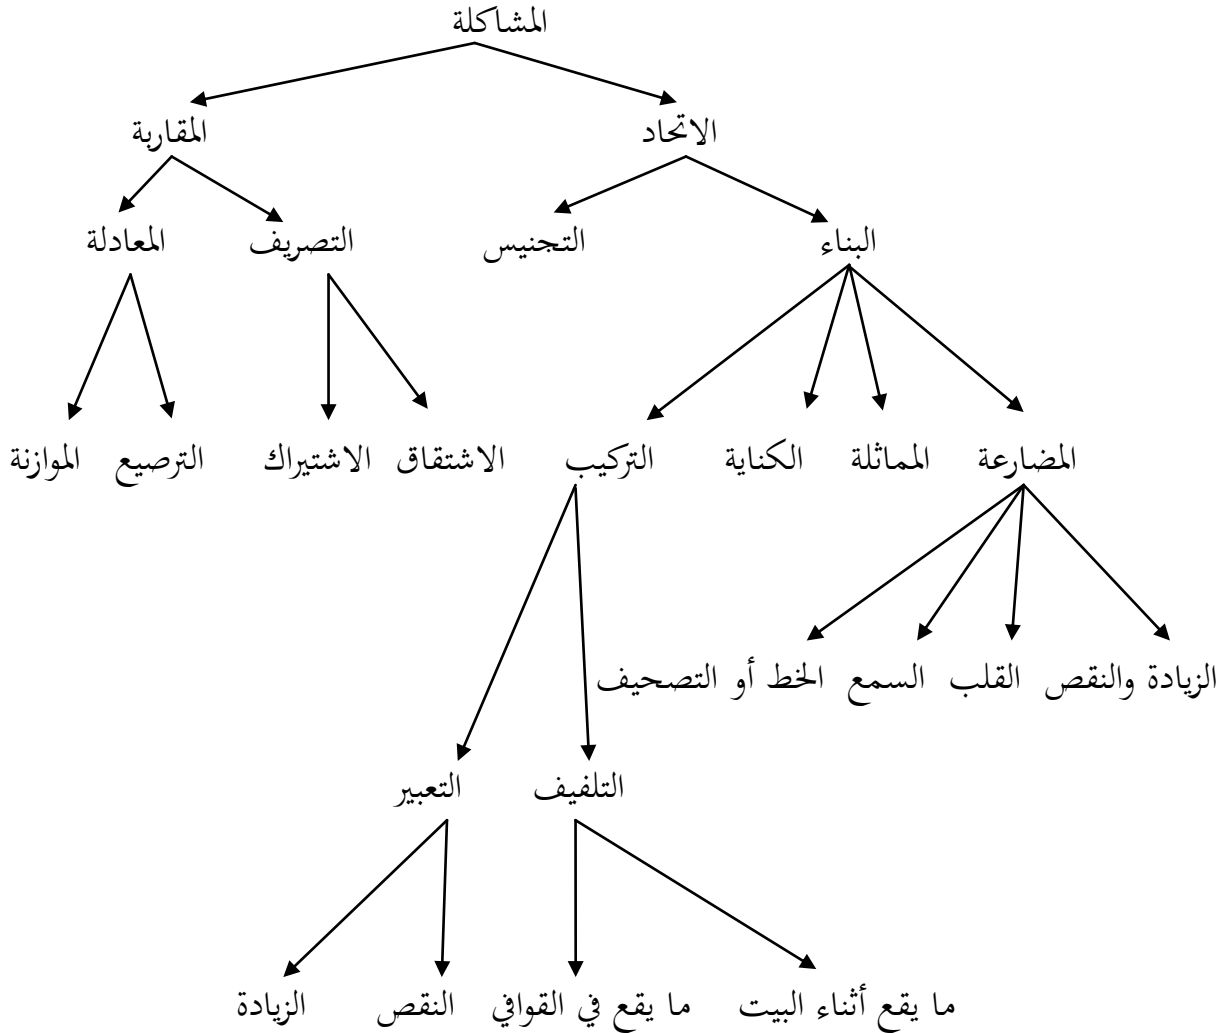 المشاكلة
الاتحاد المقاربة
البناء التجنيس التصريف المعادلة
المضارعة المماثلة الكناية التركيب الاشتقاق الاشتيراك الترصيع الموازنة
الزيادة والنقص القلب السمع الخط أو التصحيف
التلفيف التعبير
ما يقع أثناء البيت ما يقع في القوافي النقص الزيادة